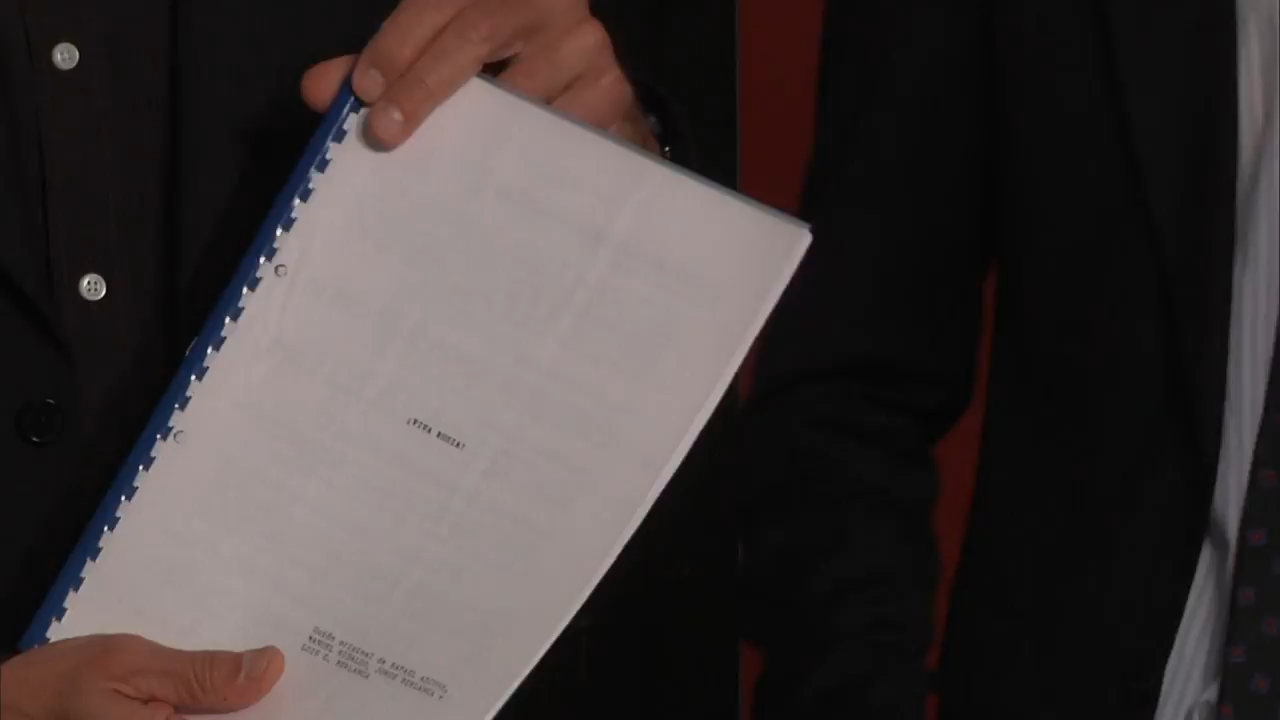 ¡VIVA RUSIA!
Guión original de RAFAEL AZCONA,
MANUEL HIDALGO, JORGE BERLANGA Y
LUIS G. BERLANGA